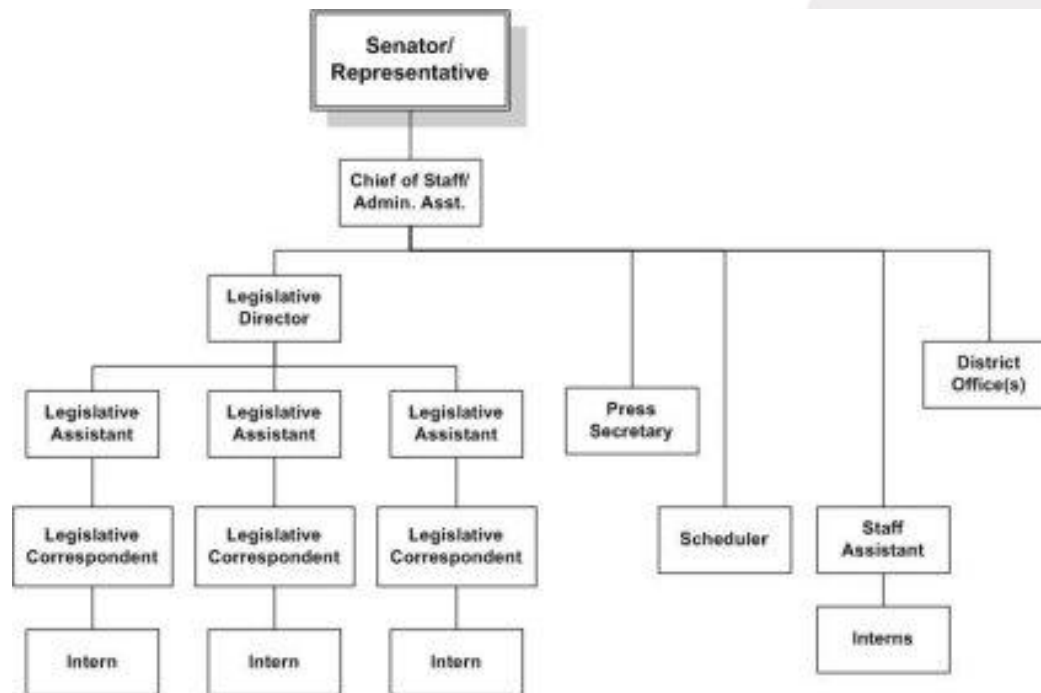 Senator/
Representative
Chief of Staff/
Admin. Asst.
Legislative
Director
District
Office(s)
Legislative
Assistant
Legislative
Assistant
Legislative
Assistant
Press
Secretary
Legislative
Correspondent
Legislative
Correspondent
Legislative
Correspondent
Scheduler
Staff
Assistant
Intern
Intern
Intern
Interns